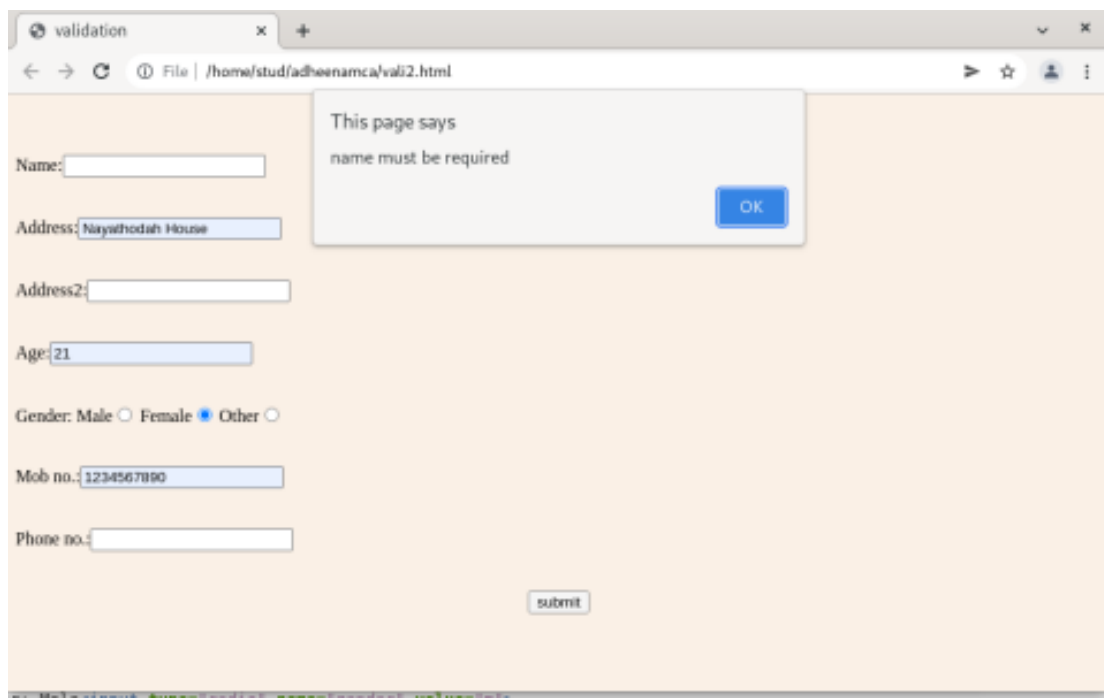 validation
File | /home/stud/adheenamca/vali2.html
This page says
name must be required
OK
Name:
Address: Nayathodah House
Address2:
Age: 21
Gender: Male Female Other
Mob no.: 1234567890
Phone no.:
submit